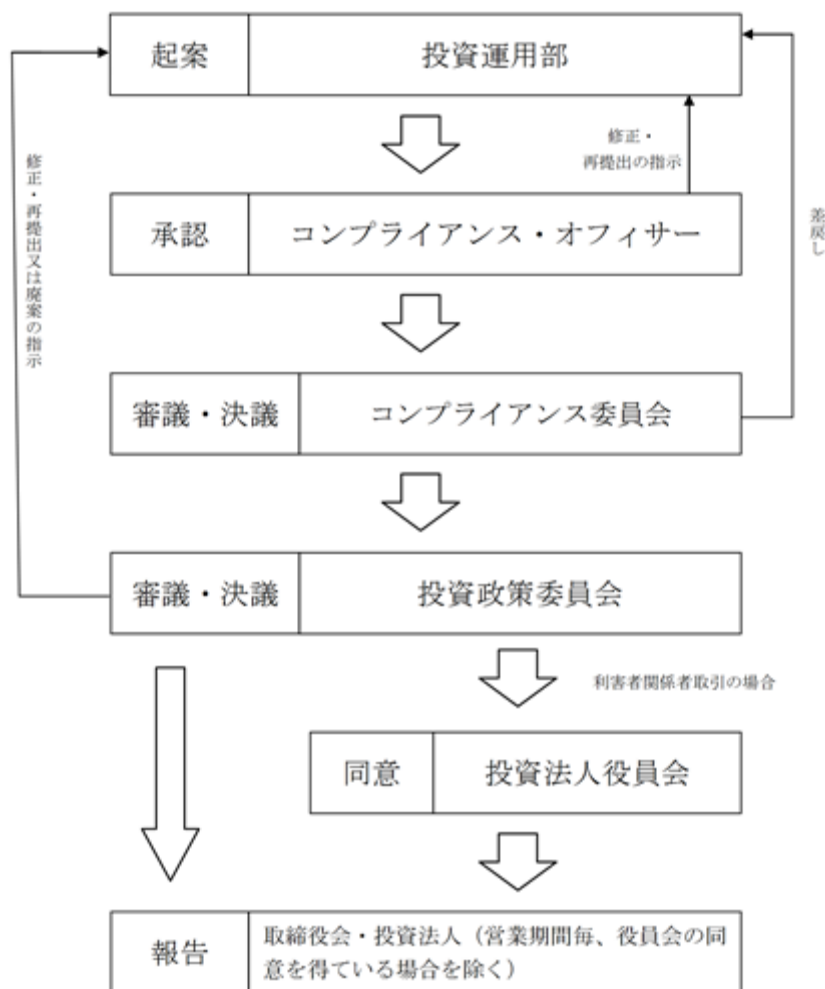 起案
投資運用部
修正・
再提出の指示
修正・再提出又は廃案の指示
差戻し
承認
コンプライアンス・オフィサー
審議・決議
コンプライアンス委員会
審議・決議
投資政策委員会
利害者関係者取引の場合
同意
投資法人役員会
報告
取締役会・投資法人（営業期間毎、役員会の同
意を得ている場合を除く）